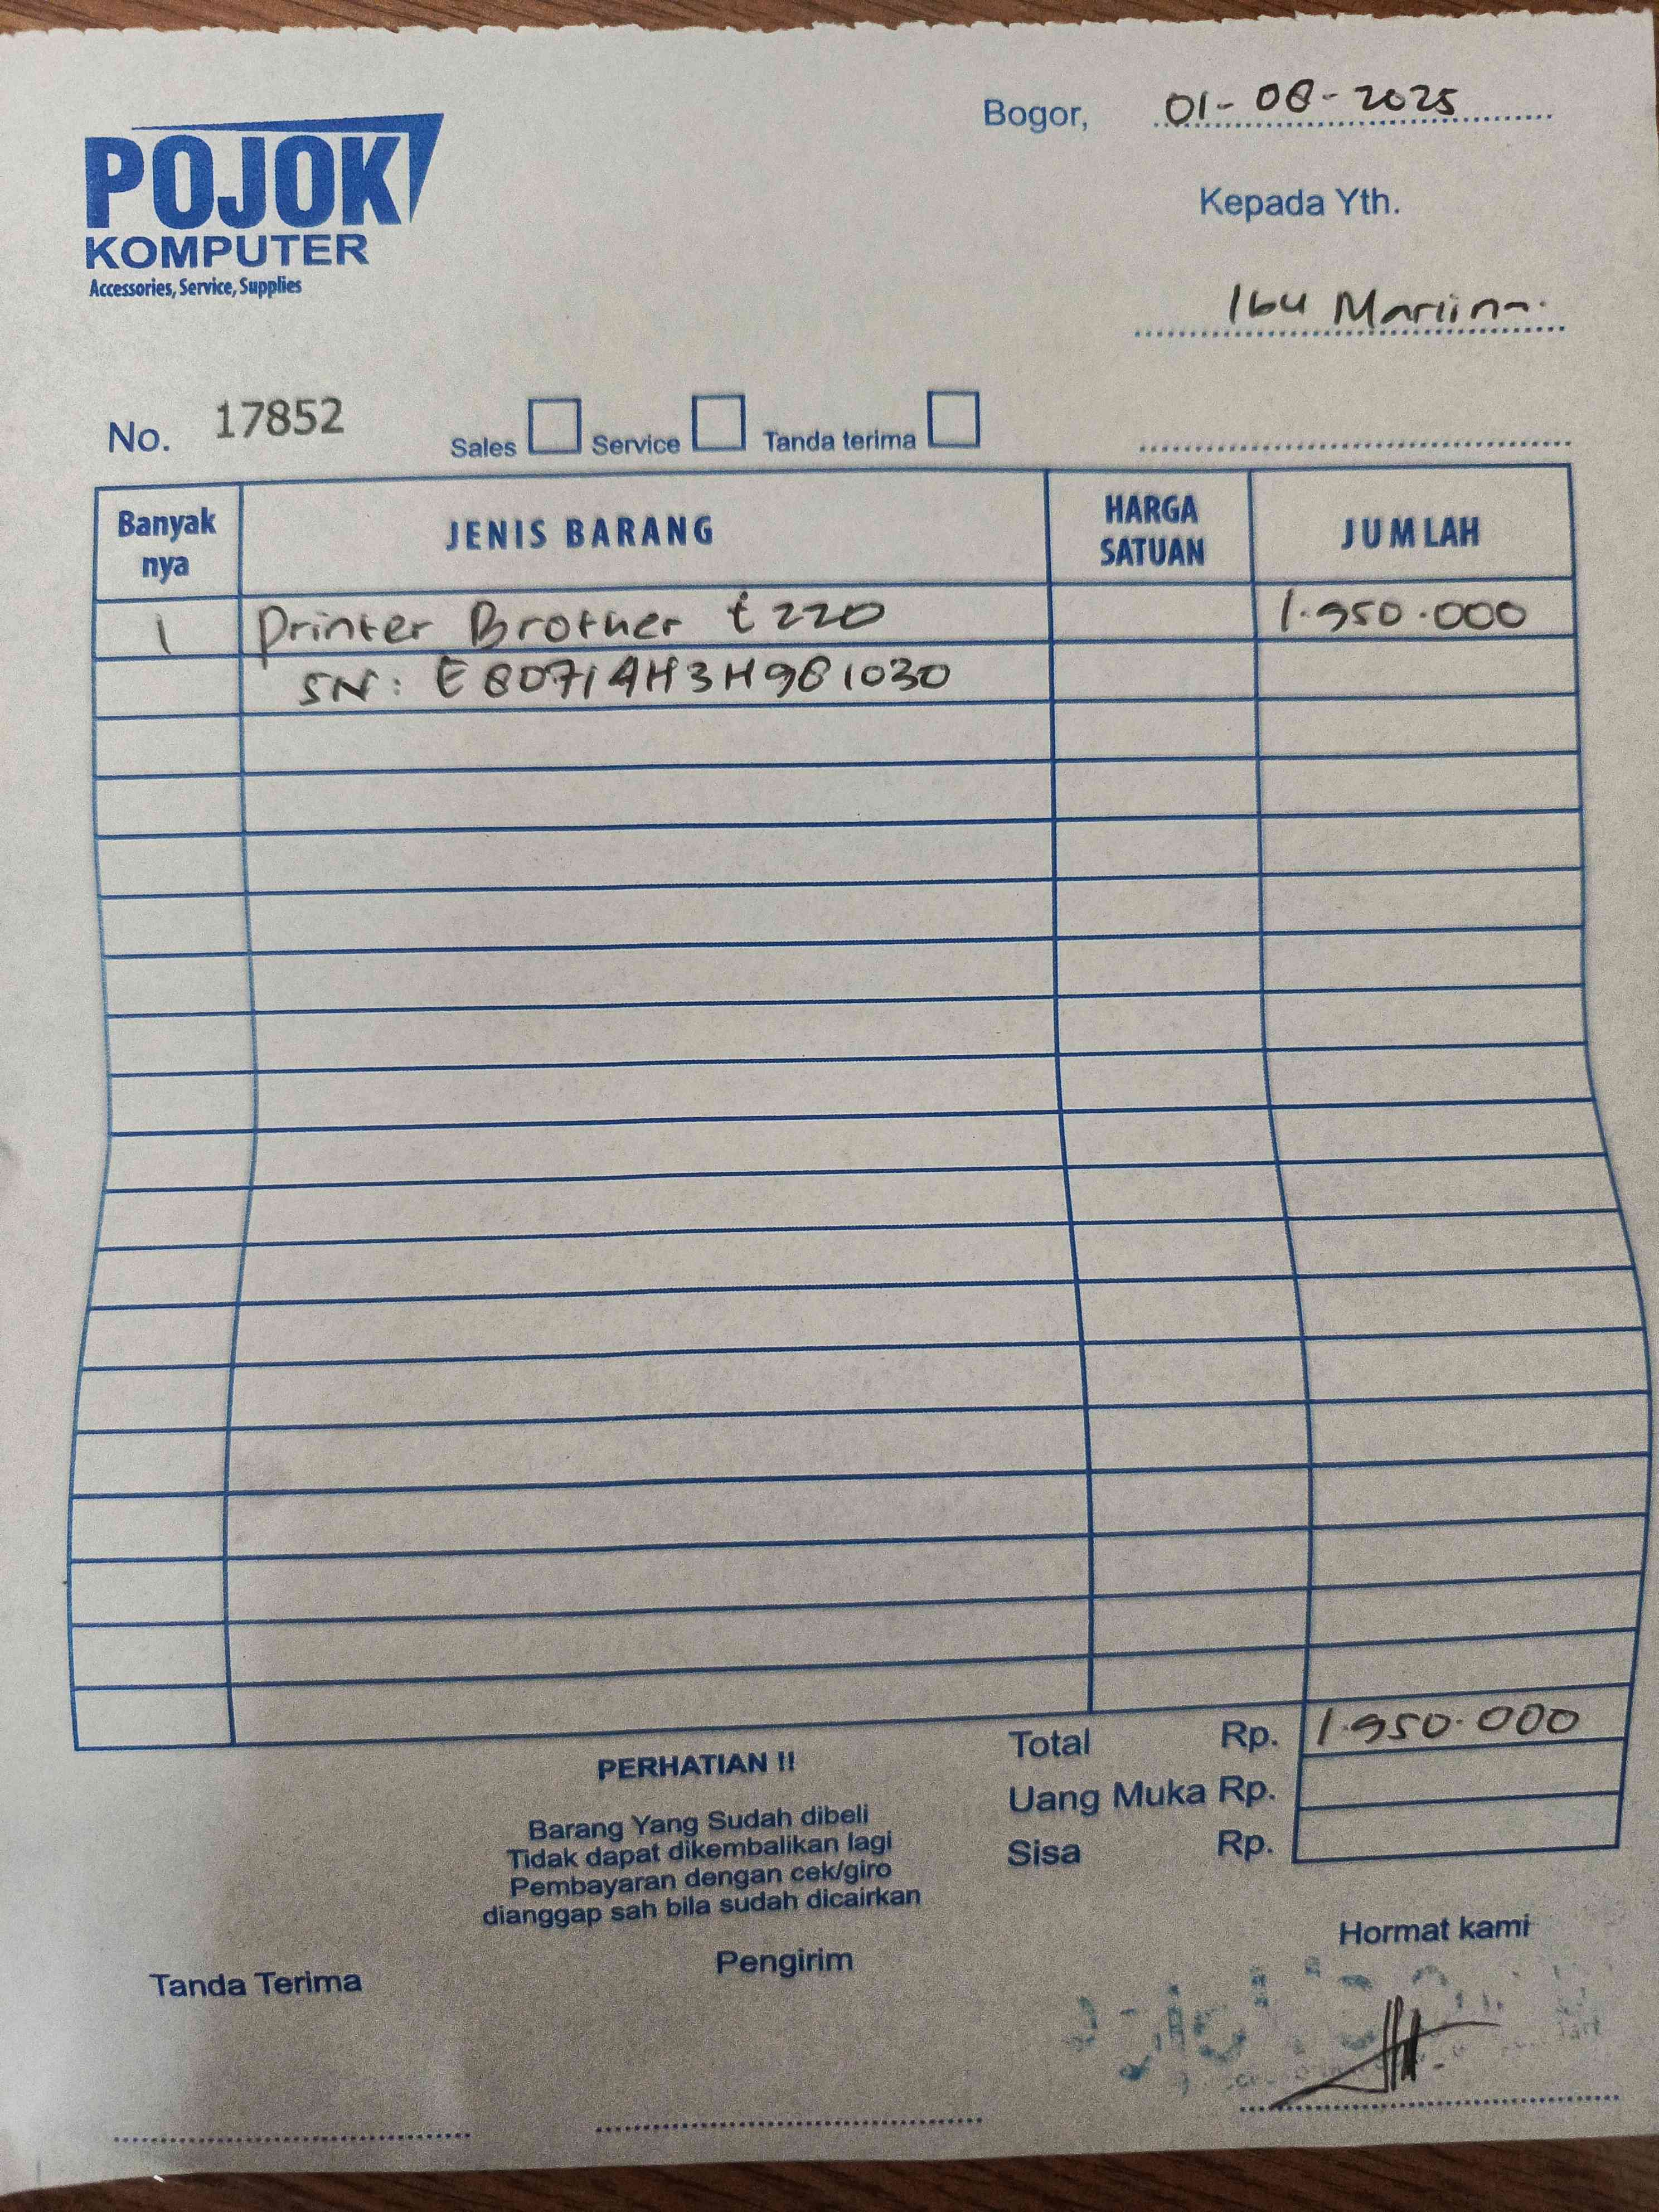 Bogor, 01-08-2025
POJOK
KOMPUTER
Accessories, Service, Supplies
Kepada Yth.
Ibu
No. 17852
Sales Service Tanda terima
Banyak nya JENIS BARANG HARGA SATUAN JUMLAH
1 Printer Brother t220 1.950.000
SN: E80714H3H981030
Total Rp. 1.950.000
Uang Muka Rp.
Sisa Rp.
PERHATIAN !!
Barang Yang Sudah dibeli
Tidak dapat dikembalikan lagi
Pembayaran dengan cek/giro
dianggap sah bila sudah dicairkan
Tanda Terima Pengirim Hormat kami